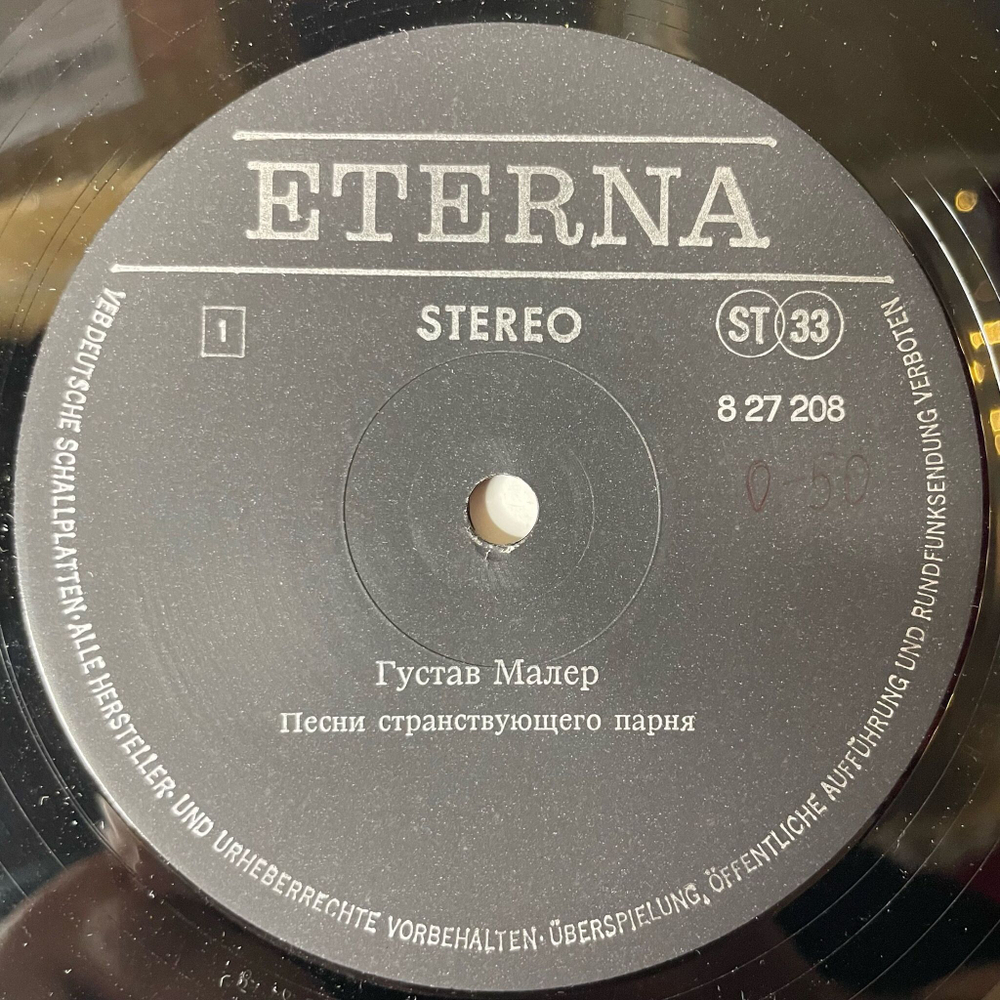 ETERNA
1
STEREO
ST 33
8 27 208
0-50
Густав Малер
Песни странствующего парня
VEB DEUTSCHE SCHALLPLATTEN · ALLE HERSTELLER- UND URHEBERRECHTE VORBEHALTEN · ÜBERSPIELUNG, ÖFFENTLICHE AUFFÜHRUNG UND RUNDFUNKSENDUNG VERBOTEN